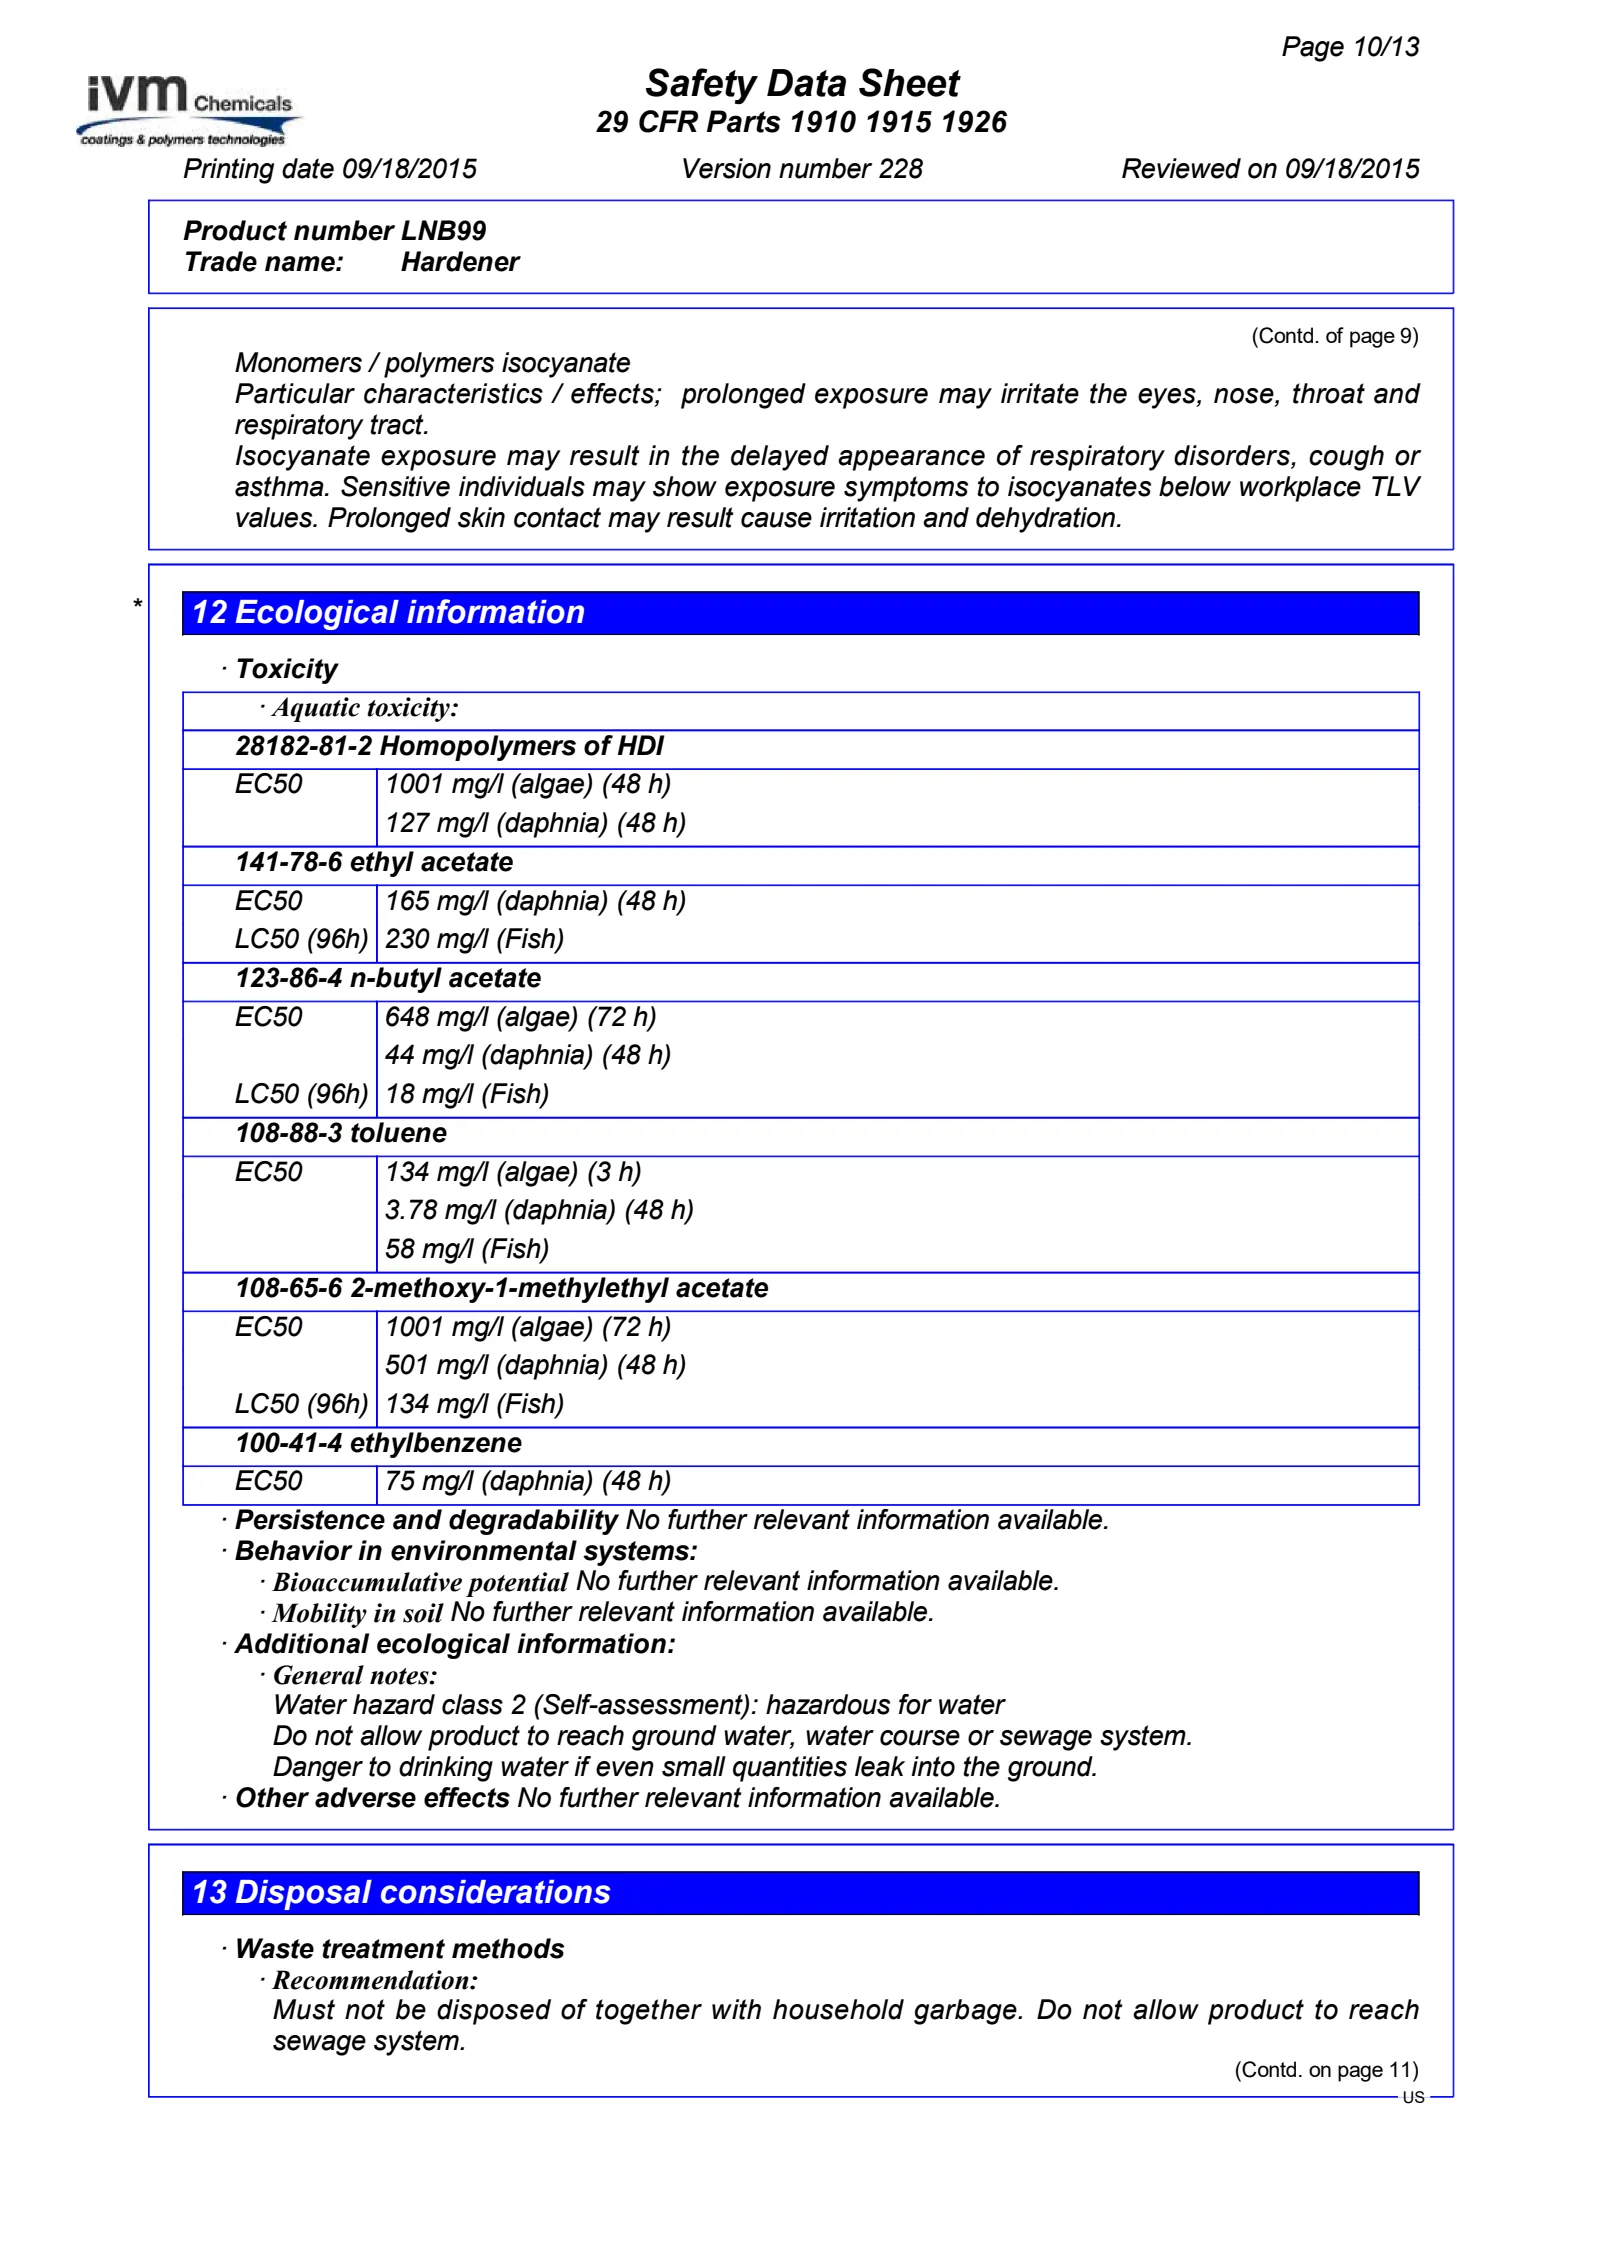 Page 10/13
ivm Chemicals
coatings & polymers technologies
Safety Data Sheet
29 CFR Parts 1910 1915 1926
Printing date 09/18/2015 Version number 228 Reviewed on 09/18/2015
Product number LNB99
Trade name: Hardener
(Contd. of page 9)
Monomers / polymers isocyanate
Particular characteristics / effects; prolonged exposure may irritate the eyes, nose, throat and
respiratory tract.
Isocyanate exposure may result in the delayed appearance of respiratory disorders, cough or
asthma. Sensitive individuals may show exposure symptoms to isocyanates below workplace TLV
values. Prolonged skin contact may result cause irritation and dehydration.
* 12 Ecological information
· Toxicity
· Aquatic toxicity:
28182-81-2 Homopolymers of HDI
EC50 1001 mg/l (algae) (48 h)
127 mg/l (daphnia) (48 h)
141-78-6 ethyl acetate
EC50 165 mg/l (daphnia) (48 h)
LC50 (96h) 230 mg/l (Fish)
123-86-4 n-butyl acetate
EC50 648 mg/l (algae) (72 h)
44 mg/l (daphnia) (48 h)
LC50 (96h) 18 mg/l (Fish)
108-88-3 toluene
EC50 134 mg/l (algae) (3 h)
3.78 mg/l (daphnia) (48 h)
58 mg/l (Fish)
108-65-6 2-methoxy-1-methylethyl acetate
EC50 1001 mg/l (algae) (72 h)
501 mg/l (daphnia) (48 h)
LC50 (96h) 134 mg/l (Fish)
100-41-4 ethylbenzene
EC50 75 mg/l (daphnia) (48 h)
· Persistence and degradability No further relevant information available.
· Behavior in environmental systems:
· Bioaccumulative potential No further relevant information available.
· Mobility in soil No further relevant information available.
· Additional ecological information:
· General notes:
Water hazard class 2 (Self-assessment): hazardous for water
Do not allow product to reach ground water, water course or sewage system.
Danger to drinking water if even small quantities leak into the ground.
· Other adverse effects No further relevant information available.
13 Disposal considerations
· Waste treatment methods
· Recommendation:
Must not be disposed of together with household garbage. Do not allow product to reach
sewage system.
(Contd. on page 11)
US